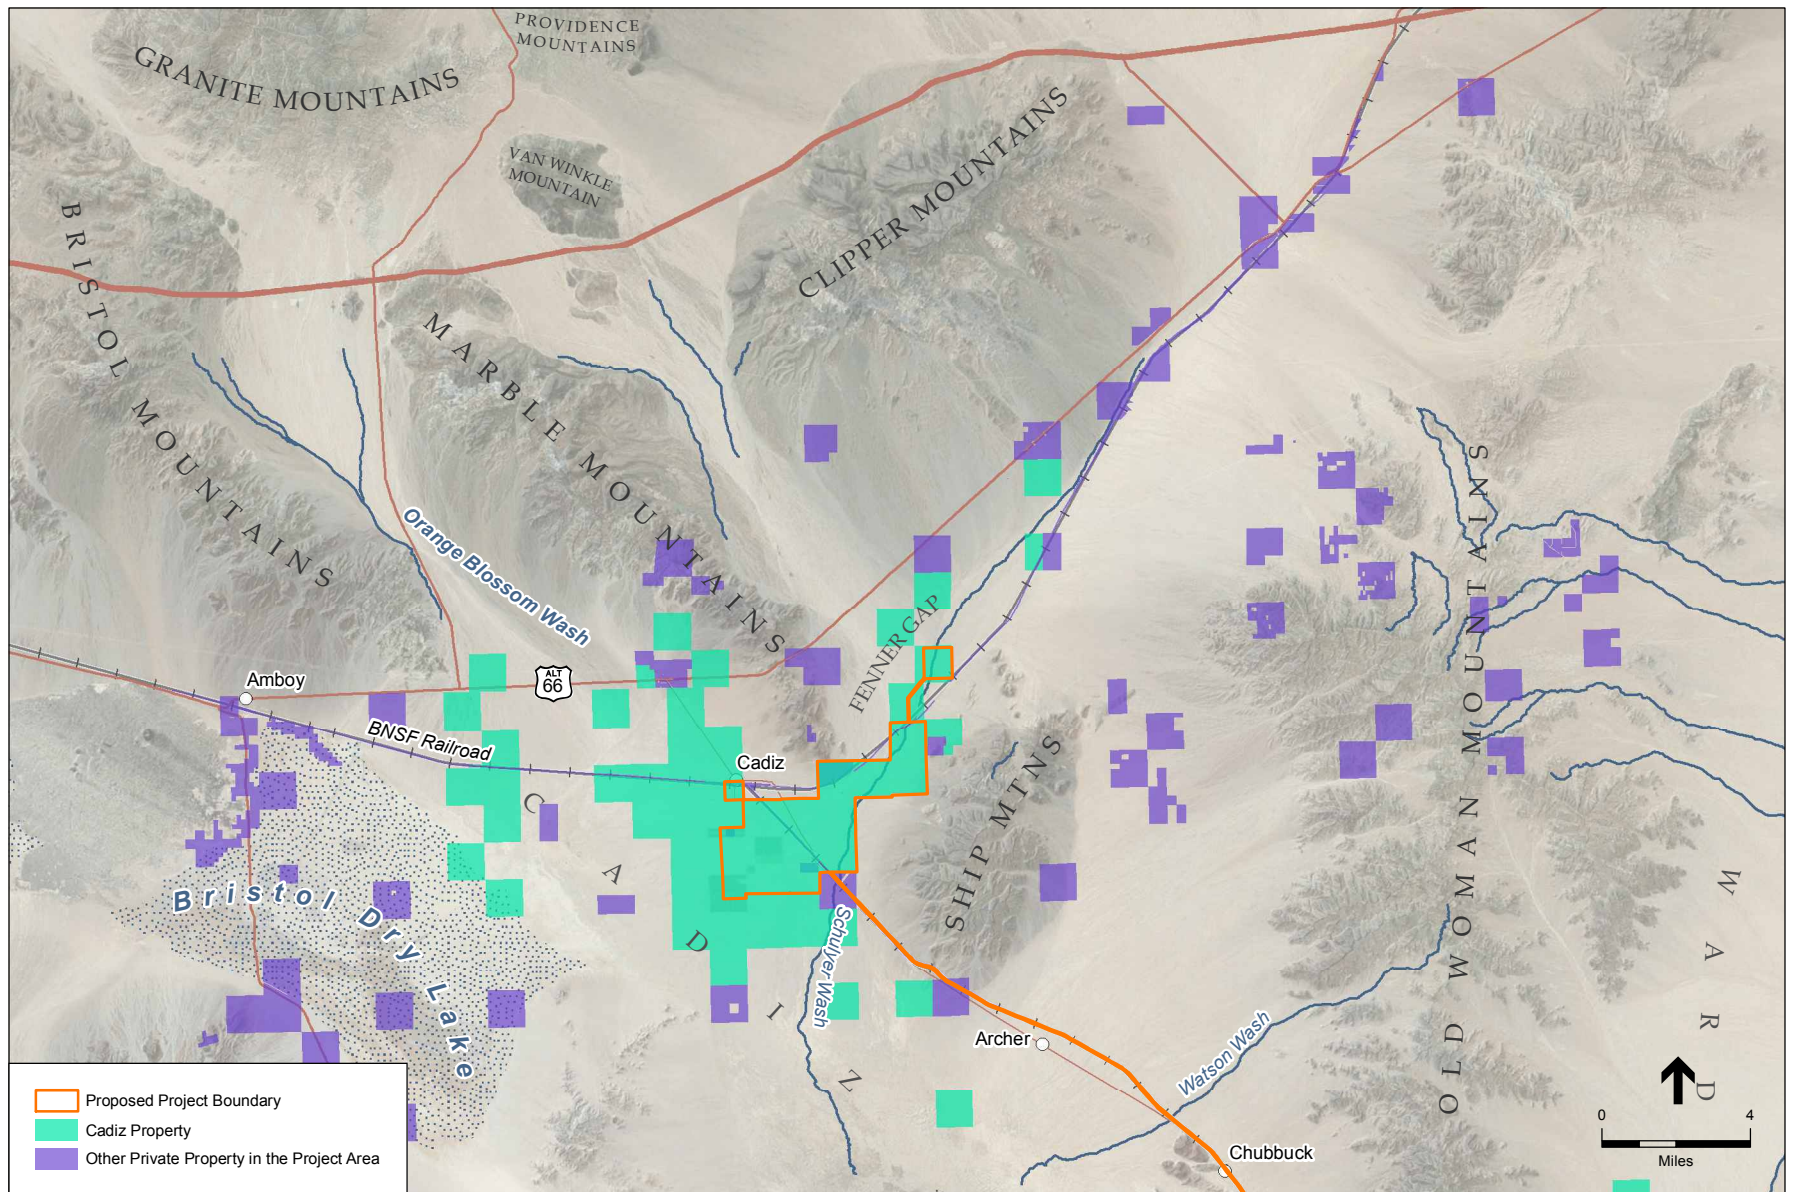 PROVIDENCE
MOUNTAINS
GRANITE MOUNTAINS
VAN WINKLE
MOUNTAIN
CLIPPER MOUNTAINS
BRISTOL MOUNTAINS
MARBLE MOUNTAINS
Orange Blossom Wash
FENNER GAP
OLD WOMAN MOUNTAINS
Amboy
ALT
66
BNSF Railroad
Cadiz
SHIP MTNS
CADIZ
WARD
Bristol Dry Lake
Schulyer Wash
Archer
Watson Wash
Chubbuck
Proposed Project Boundary
Cadiz Property
Other Private Property in the Project Area
0 4
Miles